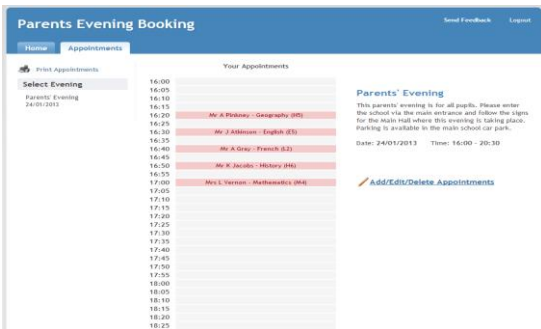 Parents Evening Booking
Send Feedback Logout
Home Appointments
Print Appointments
Select Evening
Parents' Evening
24/01/2013
Your Appointments
16:00
16:05
16:10
16:15
16:20 Mr A Pinkney - Geography (H5)
16:25
16:30 Mr J Atkinson - English (E5)
16:35
16:40 Mr A Gray - French (L2)
16:45
16:50 Mr K Jacobs - History (H6)
16:55
17:00 Mrs L Vernon - Mathematics (M4)
17:05
17:10
17:15
17:20
17:25
17:30
17:35
17:40
17:45
17:50
17:55
18:00
18:05
18:10
18:15
18:20
18:25
Parents' Evening
This parents' evening is for all pupils. Please enter
the school via the main entrance and follow the signs
for the Main Hall where this evening is taking place.
Parking is available in the main school car park.
Date: 24/01/2013 Time: 16:00 - 20:30
Add/Edit/Delete Appointments